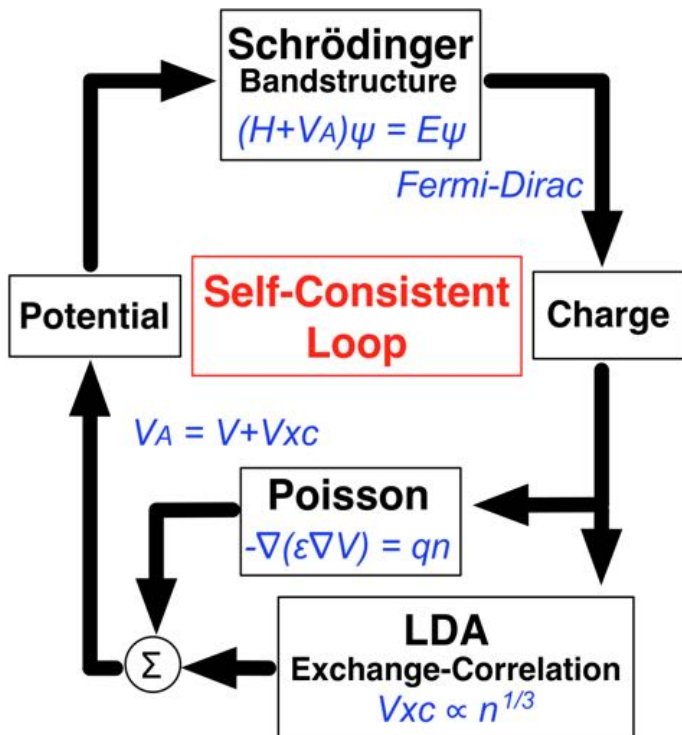 Schrödinger
Bandstructure
(H+VA)ψ = Eψ
Fermi-Dirac
Potential
Self-Consistent
Loop
Charge
VA = V+Vxc
Poisson
-∇(ε∇V) = qn
LDA
Exchange-Correlation
Vxc ∝ n^{1/3}
Σ